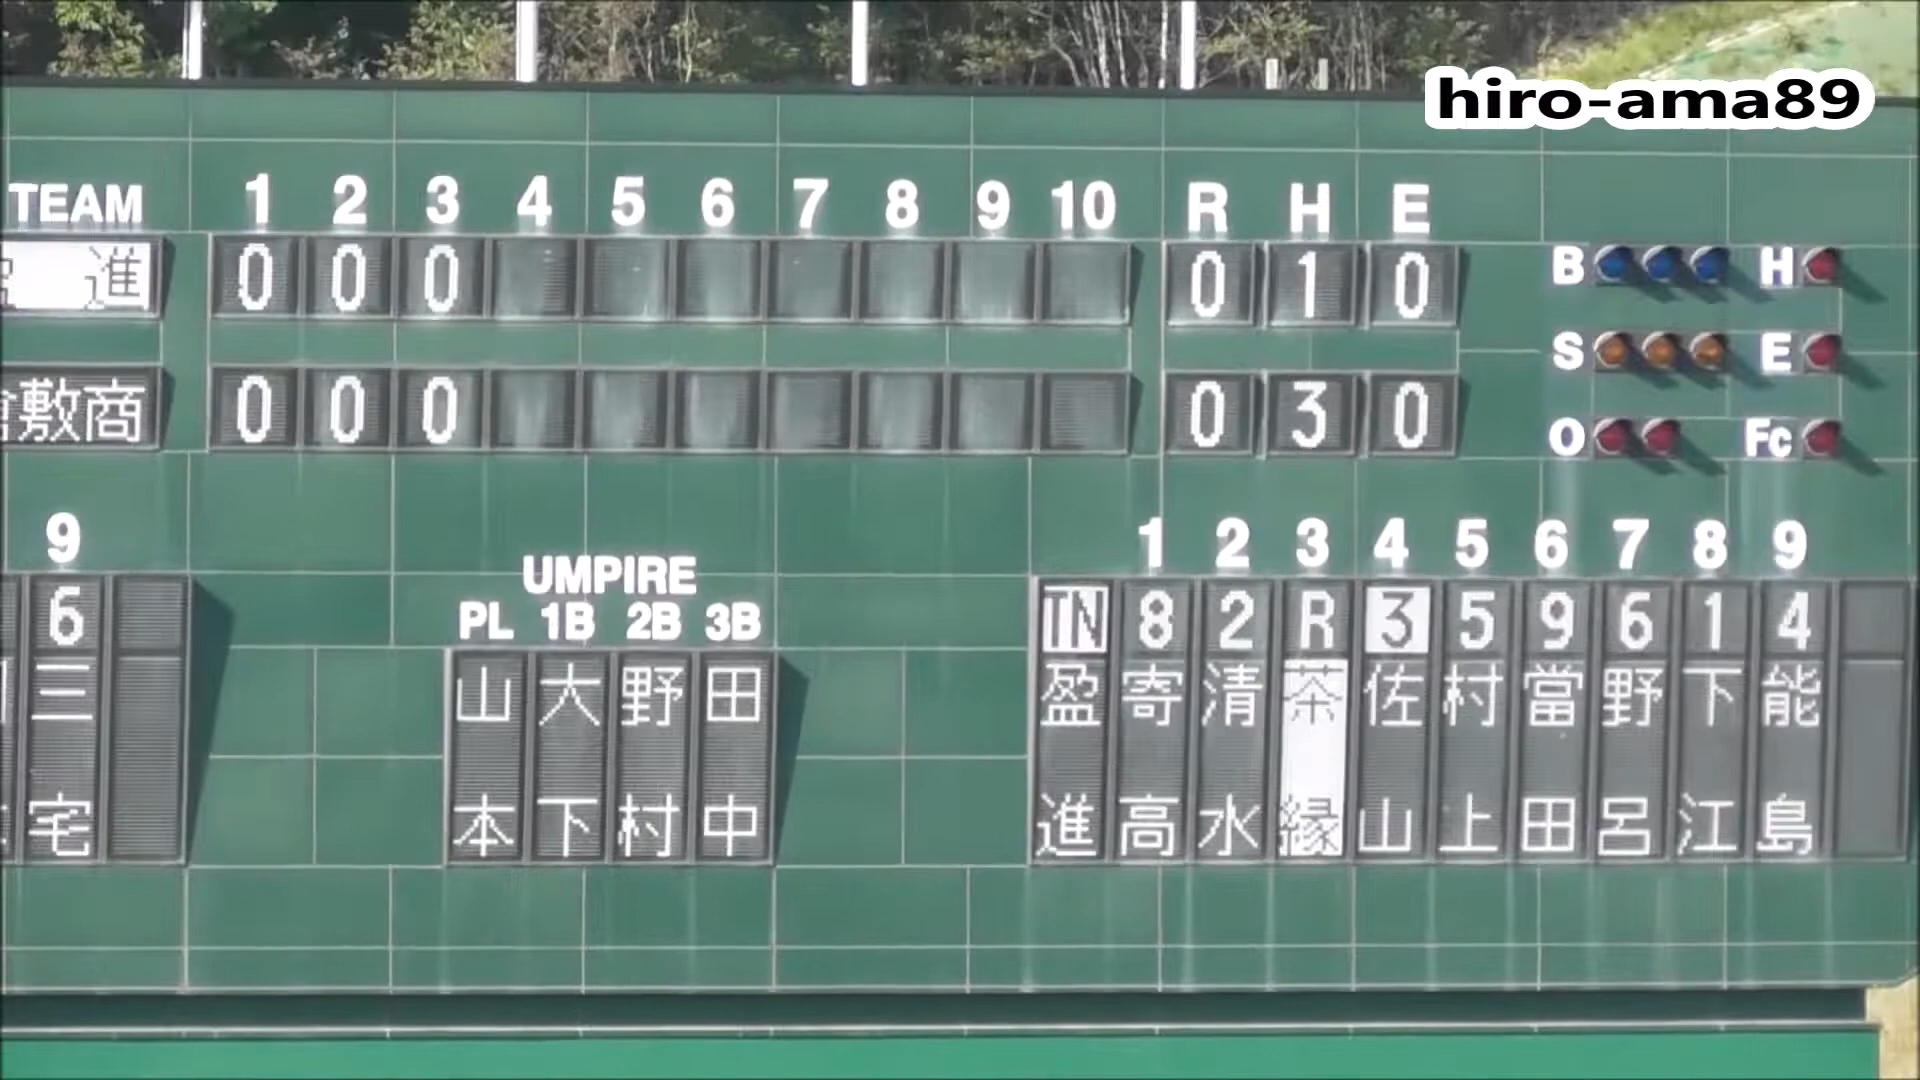 hiro-ama89
TEAM 1 2 3 4 5 6 7 8 9 10 R H E
進 0 0 0 0 1 0
敷商 0 0 0 0 3 0
B H
S E
O Fc
9
6
三宅
UMPIRE
PL 1B 2B 3B
山本 大下 野村 田中
1 2 3 4 5 6 7 8 9
IN 8 2 R 3 5 9 6 1 4
盈進 寄高 清水 茶縁 佐山 村上 當田 野呂 下江 能島